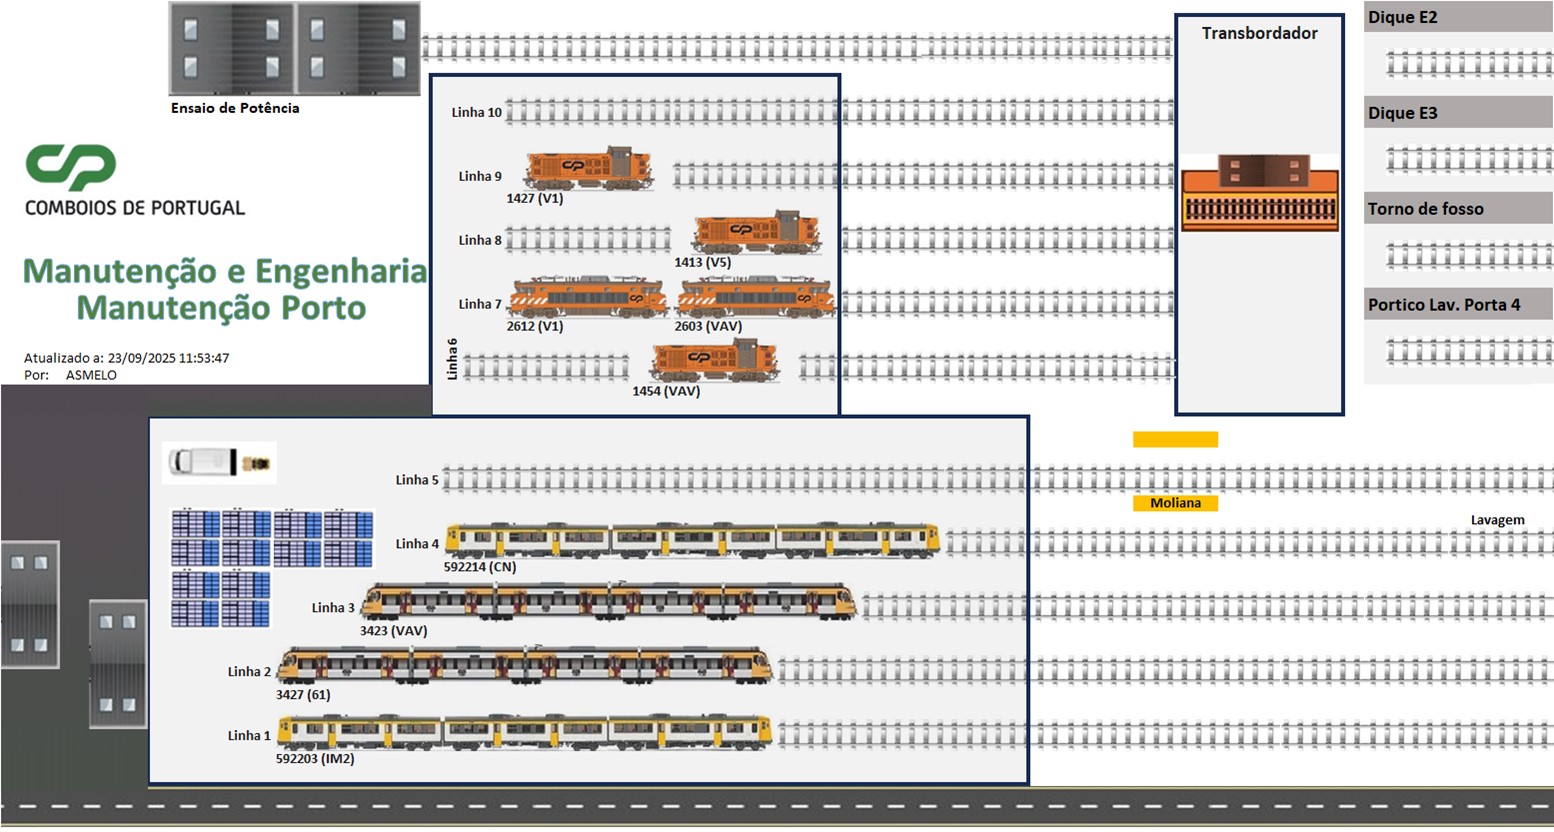 Ensaio de Potência
Transbordador
Dique E2
Dique E3
Torno de fosso
Portico Lav. Porta 4
CP
COMBOIOS DE PORTUGAL
Manutenção e Engenharia
Manutenção Porto
Atualizado a: 23/09/2025 11:53:47
Por: ASMELO
Linha 10
Linha 9
1427 (V1)
Linha 8
1413 (V5)
Linha 7
2612 (V1)
2603 (VAV)
Linha 6
1454 (VAV)
Linha 5
Moliana
Lavagem
Linha 4
592214 (CN)
Linha 3
3423 (VAV)
Linha 2
3427 (61)
Linha 1
592203 (IM2)